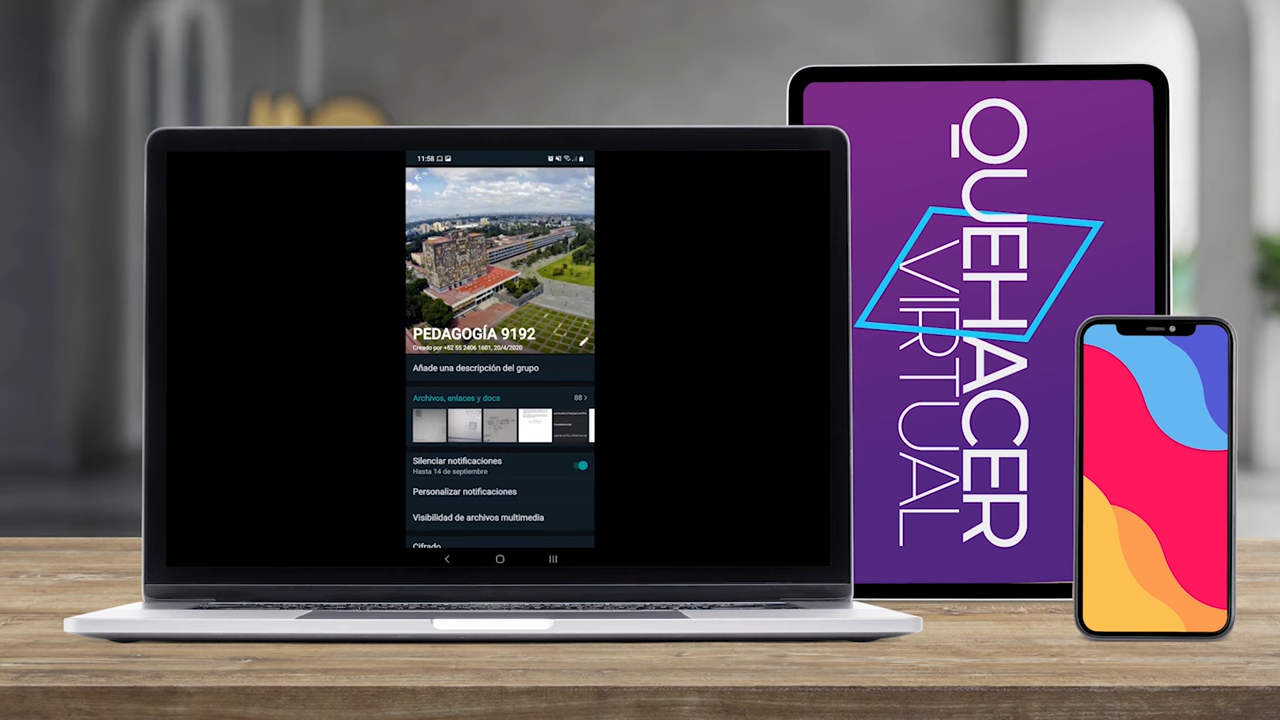 11:58
PEDAGOGÍA 9192
Creado por +52 55 2406 1601, 20/4/2020
Añade una descripción del grupo
Archivos, enlaces y docs 88 >
Silenciar notificaciones
Hasta 14 de septiembre
Personalizar notificaciones
Visibilidad de archivos multimedia
Cifrado
QUEHACER
VIRTUAL